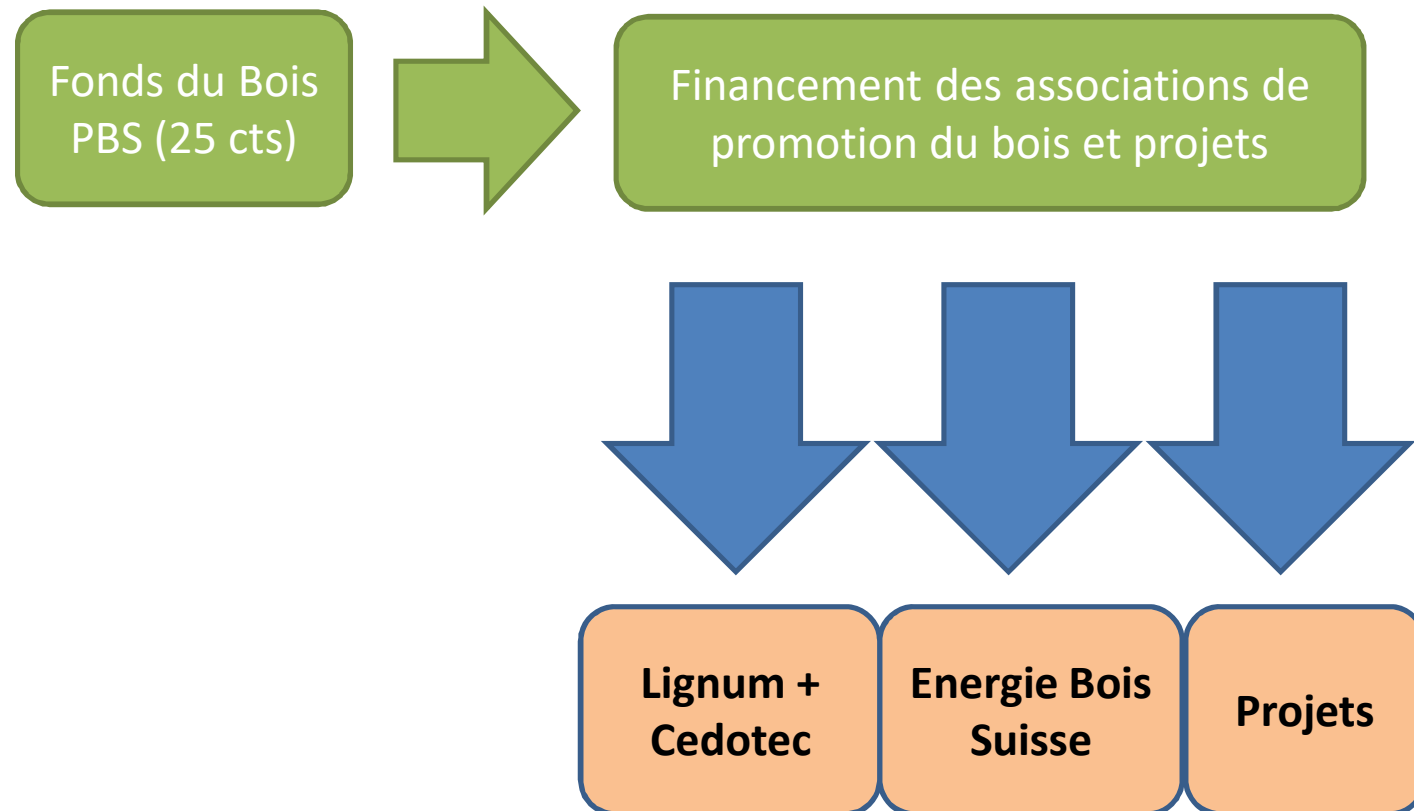 Fonds du Bois
PBS (25 cts)
Financement des associations de
promotion du bois et projets
Lignum +
Cedotec
Energie Bois
Suisse
Projets